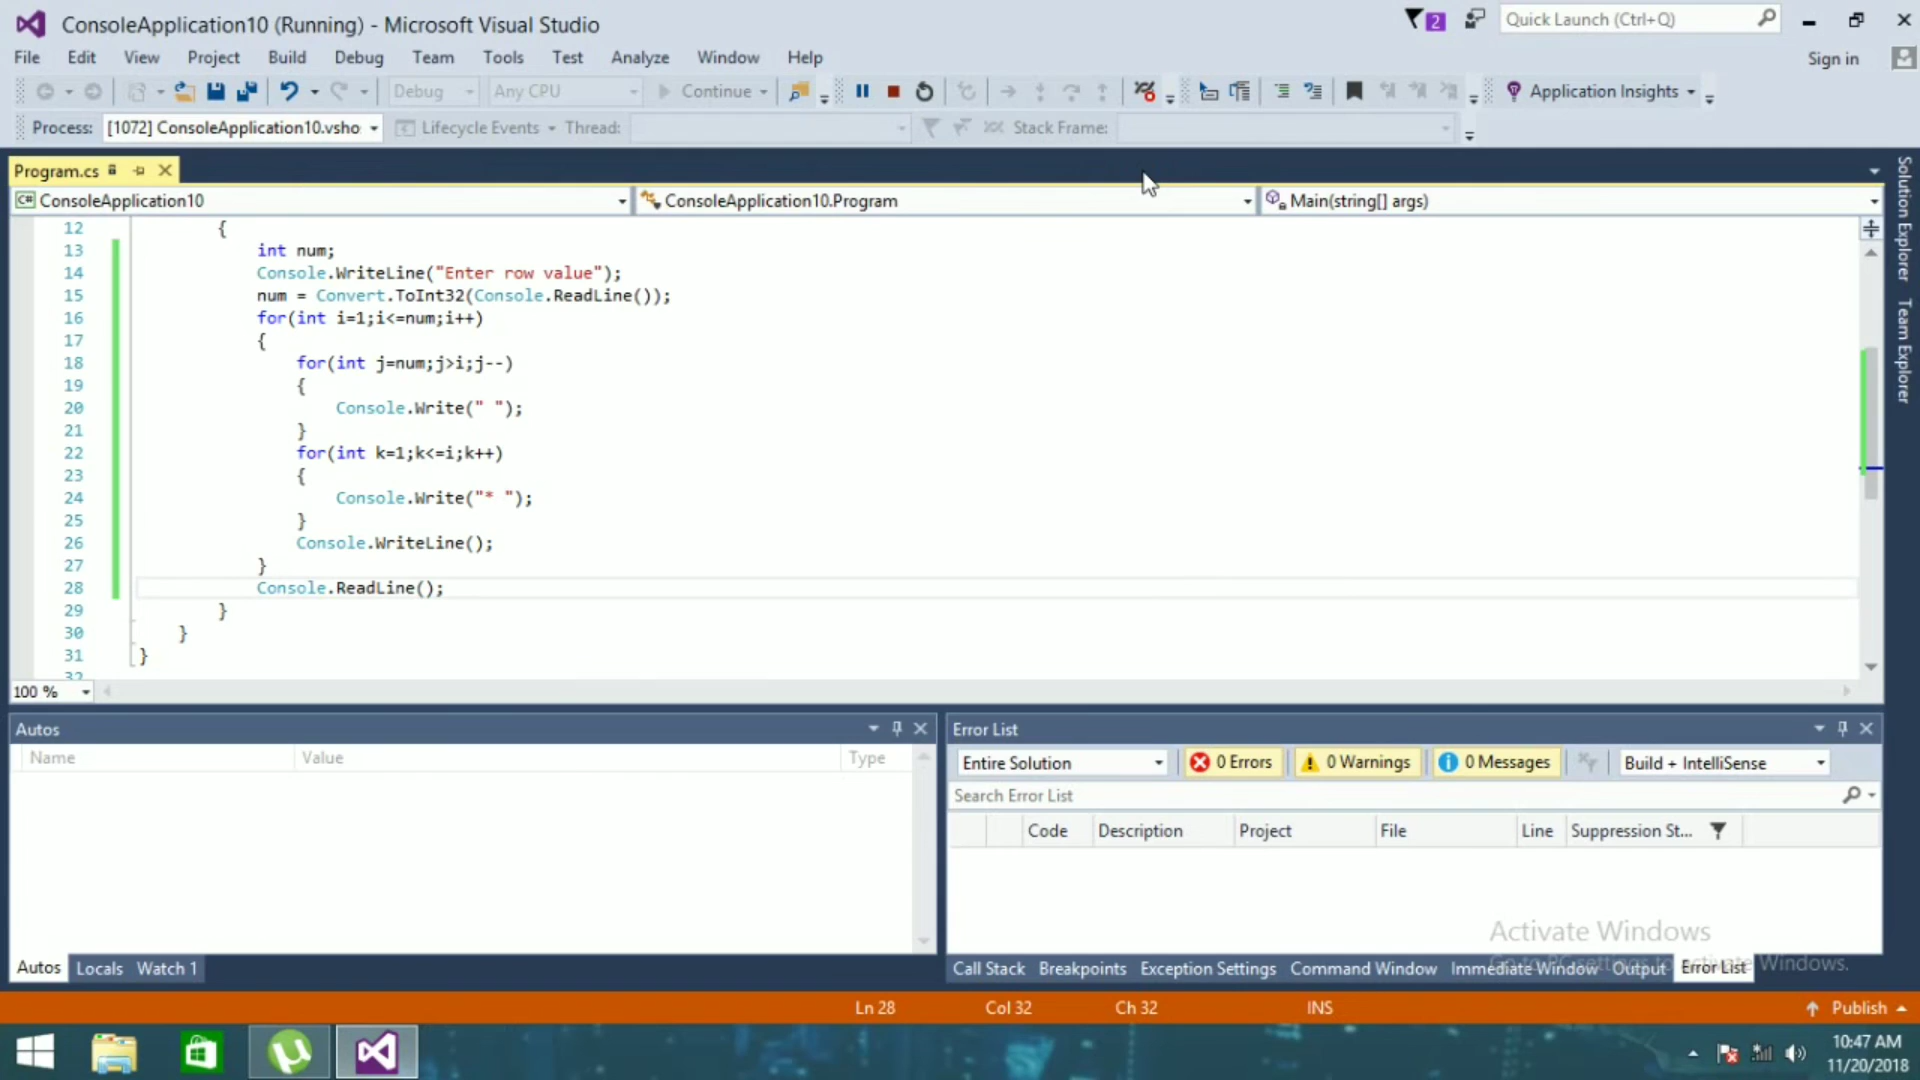 ConsoleApplication10 (Running) - Microsoft Visual Studio
2
Quick Launch (Ctrl+Q)
File Edit View Project Build Debug Team Tools Test Analyze Window Help
Sign in
Debug Any CPU Continue Application Insights
Process: [1072] ConsoleApplication10.vsho Lifecycle Events Thread: Stack Frame:
Program.cs
ConsoleApplication10 ConsoleApplication10.Program Main(string[] args)
12 {
13 int num;
14 Console.WriteLine("Enter row value");
15 num = Convert.ToInt32(Console.ReadLine());
16 for(int i=1;i<=num;i++)
17 {
18 for(int j=num;j>i;j--)
19 {
20 Console.Write(" ");
21 }
22 for(int k=1;k<=i;k++)
23 {
24 Console.Write("* ");
25 }
26 Console.WriteLine();
27 }
28 Console.ReadLine();
29 }
30 }
31 }
32
100 %
Solution Explorer
Team Explorer
Autos
Name Value Type
Autos Locals Watch 1
Error List
Entire Solution 0 Errors 0 Warnings 0 Messages Build + IntelliSense
Search Error List
Code Description Project File Line Suppression St...
Activate Windows
Go to PC settings to activate Windows.
Call Stack Breakpoints Exception Settings Command Window Immediate Window Output Error List
Ln 28 Col 32 Ch 32 INS Publish
10:47 AM
11/20/2018